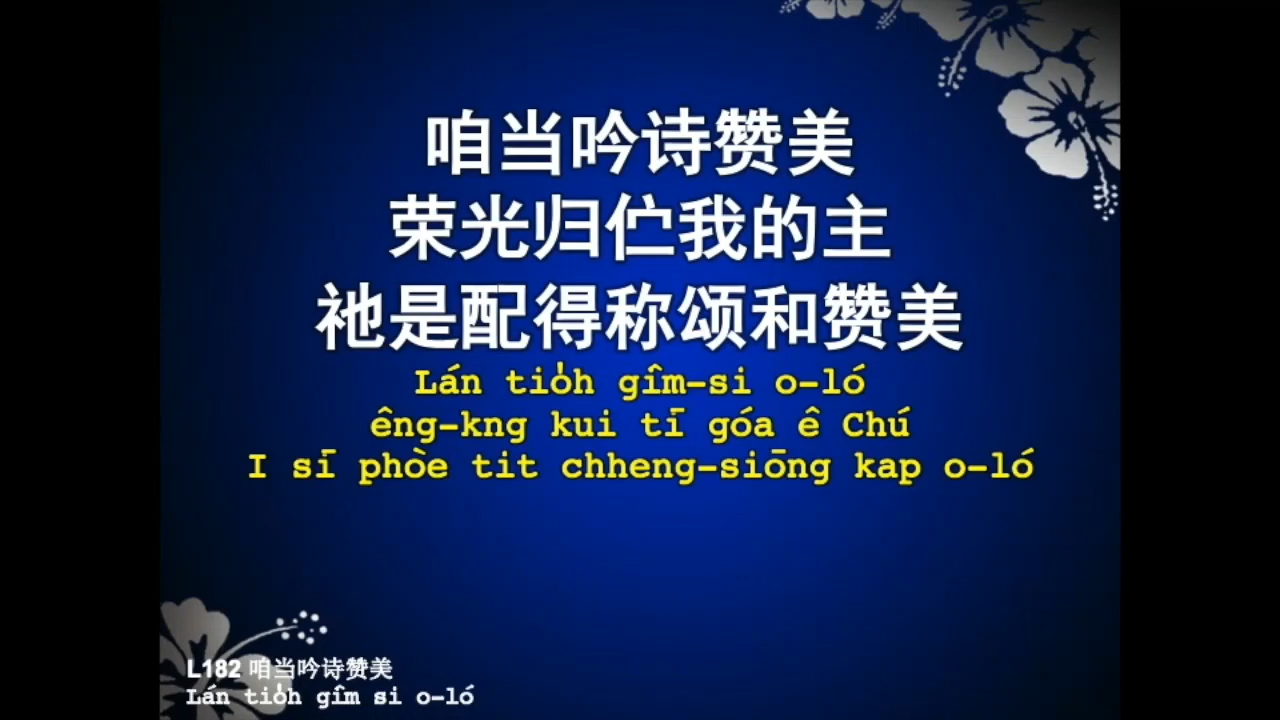 咱当吟诗赞美
荣光归伫我的主
祂是配得称颂和赞美
Lán tio̍h gîm-si o-ló
êng-kng kui tī góa ê Chú
I sī phòe tit chheng-siōng kap o-ló
L182 咱当吟诗赞美
Lán tio̍h gîm si o-ló